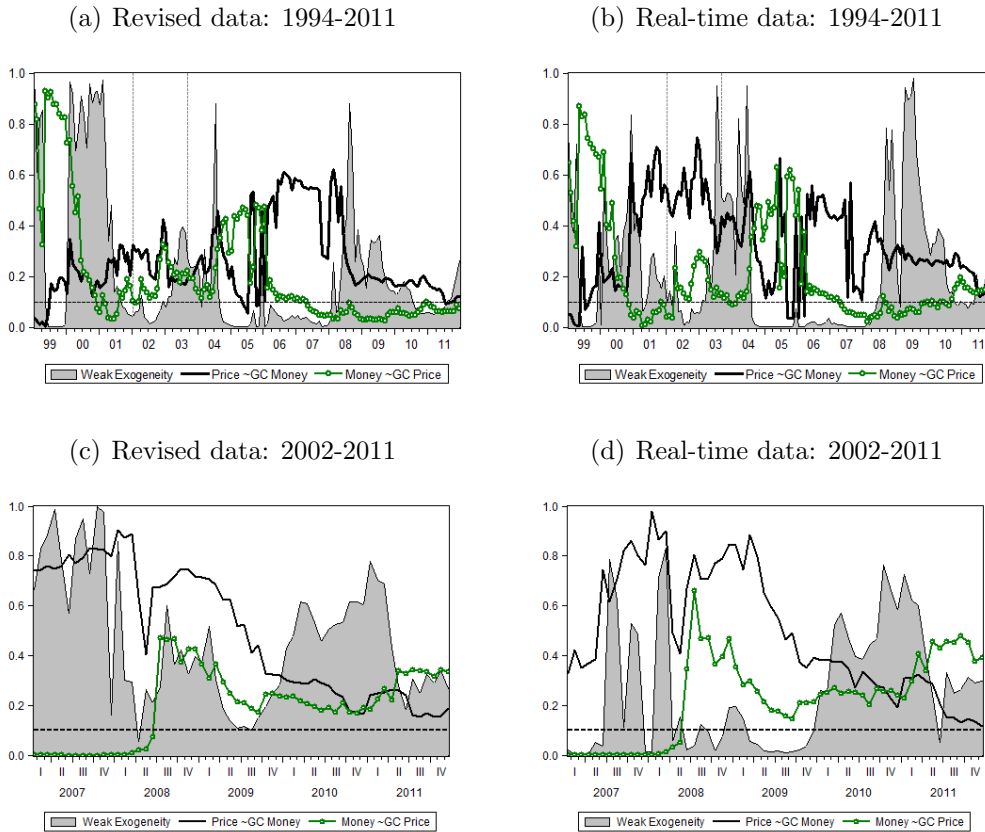 (a) Revised data: 1994-2011
(b) Real-time data: 1994-2011
1.0
0.8
0.6
0.4
0.2
0.0
99 00 01 02 03 04 05 06 07 08 09 10 11
Weak Exogeneity Price ~GC Money Money ~GC Price
1.0
0.8
0.6
0.4
0.2
0.0
99 00 01 02 03 04 05 06 07 08 09 10 11
Weak Exogeneity Price ~GC Money Money ~GC Price
(c) Revised data: 2002-2011
(d) Real-time data: 2002-2011
1.0
0.8
0.6
0.4
0.2
0.0
I II III IV I II III IV I II III IV I II III IV I II III IV
2007 2008 2009 2010 2011
Weak Exogeneity Price ~GC Money Money ~GC Price
1.0
0.8
0.6
0.4
0.2
0.0
I II III IV I II III IV I II III IV I II III IV I II III IV
2007 2008 2009 2010 2011
Weak Exogeneity Price ~GC Money Money ~GC Price